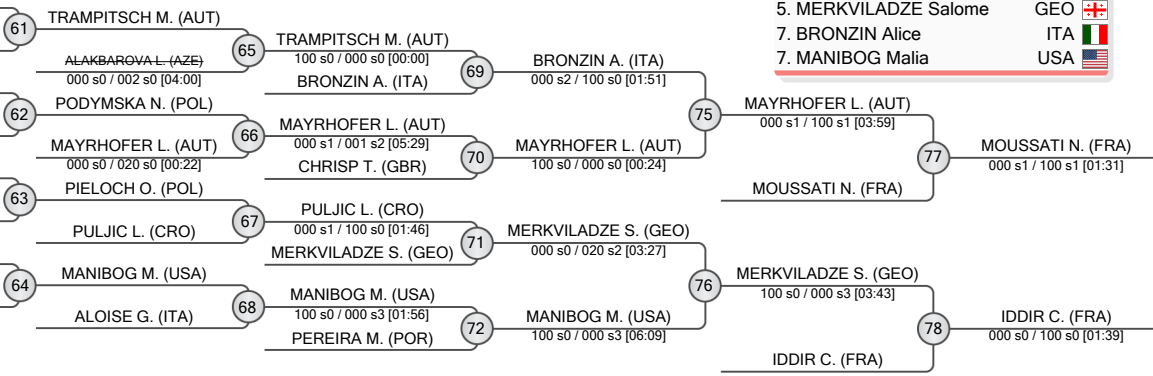 61
TRAMPITSCH M. (AUT)
ALAKBAROVA L. (AZE)
000 s0 / 002 s0 [04:00]
62
PODYMSKA N. (POL)
MAYRHOFER L. (AUT)
000 s0 / 020 s0 [00:22]
63
PIELOCH O. (POL)
PULJIC L. (CRO)
64
MANIBOG M. (USA)
ALOISE G. (ITA)
65
TRAMPITSCH M. (AUT)
100 s0 / 000 s0 [00:00]
BRONZIN A. (ITA)
66
MAYRHOFER L. (AUT)
000 s1 / 001 s2 [05:29]
CHRISP T. (GBR)
67
PULJIC L. (CRO)
000 s1 / 100 s0 [01:46]
MERKVILADZE S. (GEO)
68
MANIBOG M. (USA)
100 s0 / 000 s3 [01:56]
PEREIRA M. (POR)
69
BRONZIN A. (ITA)
000 s2 / 100 s0 [01:51]
70
MAYRHOFER L. (AUT)
100 s0 / 000 s0 [00:24]
71
MERKVILADZE S. (GEO)
000 s0 / 020 s2 [03:27]
72
MANIBOG M. (USA)
100 s0 / 000 s3 [06:09]
75
MAYRHOFER L. (AUT)
000 s1 / 100 s1 [03:59]
MOUSSATI N. (FRA)
76
MERKVILADZE S. (GEO)
100 s0 / 000 s3 [03:43]
IDDIR C. (FRA)
77
MOUSSATI N. (FRA)
000 s1 / 100 s1 [01:31]
78
IDDIR C. (FRA)
000 s0 / 100 s0 [01:39]
5. MERKVILADZE Salome GEO
7. BRONZIN Alice ITA
7. MANIBOG Malia USA